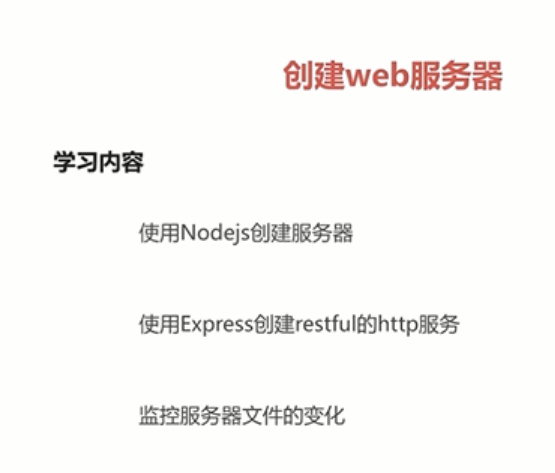 创建web服务器
学习内容
使用Nodejs创建服务器
使用Express创建restful的http服务
监控服务器文件的变化